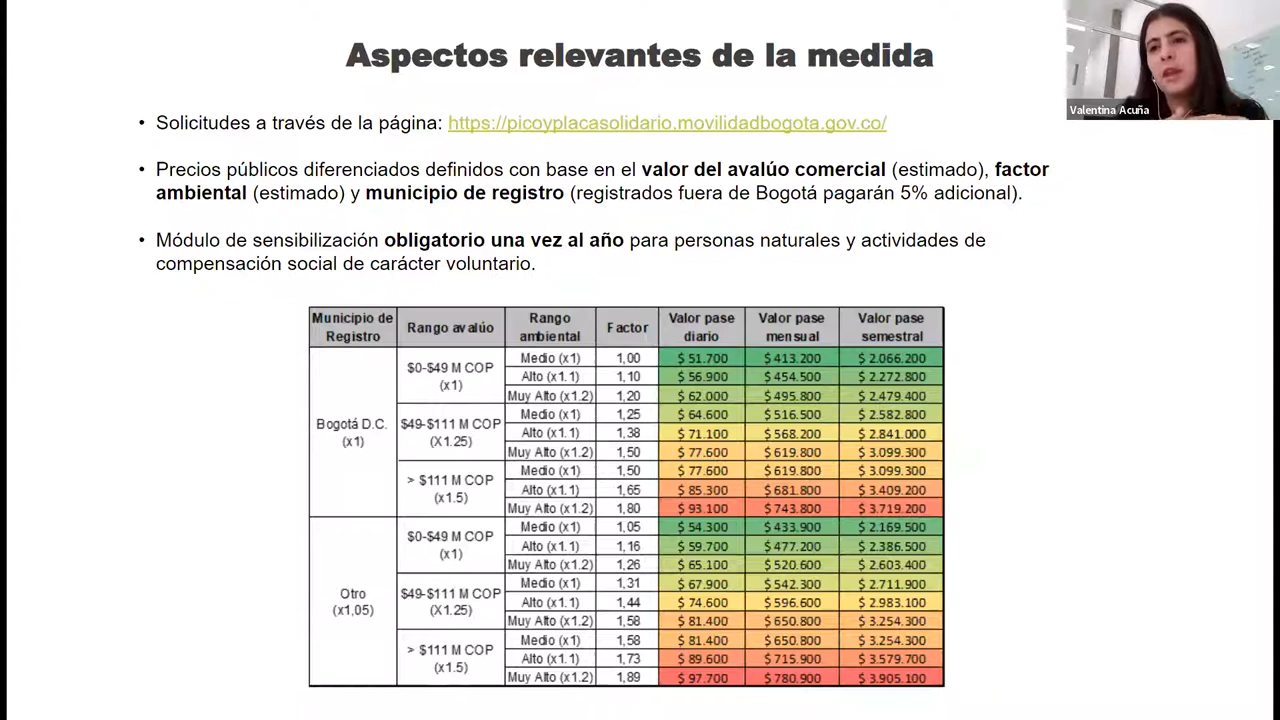 Aspectos relevantes de la medida
Valentina Acuña
• Solicitudes a través de la página: https://picoyplacasolidario.movilidadbogota.gov.co/
• Precios públicos diferenciados definidos con base en el valor del avalúo comercial (estimado), factor
ambiental (estimado) y municipio de registro (registrados fuera de Bogotá pagarán 5% adicional).
• Módulo de sensibilización obligatorio una vez al año para personas naturales y actividades de
compensación social de carácter voluntario.
Municipio de Registro Rango avalúo Rango ambiental Factor Valor pase diario Valor pase mensual Valor pase semestral
Bogotá D.C. (x1)
$0-$49 M COP (x1)
Medio (x1) 1,00 $ 51.700 $ 413.200 $ 2.066.200
Alto (x1.1) 1,10 $ 56.900 $ 454.500 $ 2.272.800
Muy Alto (x1.2) 1,20 $ 62.000 $ 495.800 $ 2.479.400
$49-$111 M COP (X1.25)
Medio (x1) 1,25 $ 64.600 $ 516.500 $ 2.582.800
Alto (x1.1) 1,38 $ 71.100 $ 568.200 $ 2.841.000
Muy Alto (x1.2) 1,50 $ 77.600 $ 619.800 $ 3.099.300
> $111 M COP (x1.5)
Medio (x1) 1,50 $ 77.600 $ 619.800 $ 3.099.300
Alto (x1.1) 1,65 $ 85.300 $ 681.800 $ 3.409.200
Muy Alto (x1.2) 1,80 $ 93.100 $ 743.800 $ 3.719.200
Otro (x1,05)
$0-$49 M COP (x1)
Medio (x1) 1,05 $ 54.300 $ 433.900 $ 2.169.500
Alto (x1.1) 1,16 $ 59.700 $ 477.200 $ 2.386.500
Muy Alto (x1.2) 1,26 $ 65.100 $ 520.600 $ 2.603.400
$49-$111 M COP (X1.25)
Medio (x1) 1,31 $ 67.900 $ 542.300 $ 2.711.900
Alto (x1.1) 1,44 $ 74.600 $ 596.600 $ 2.983.100
Muy Alto (x1.2) 1,58 $ 81.400 $ 650.800 $ 3.254.300
> $111 M COP (x1.5)
Medio (x1) 1,58 $ 81.400 $ 650.800 $ 3.254.300
Alto (x1.1) 1,73 $ 89.600 $ 715.900 $ 3.579.700
Muy Alto (x1.2) 1,89 $ 97.700 $ 780.900 $ 3.905.100